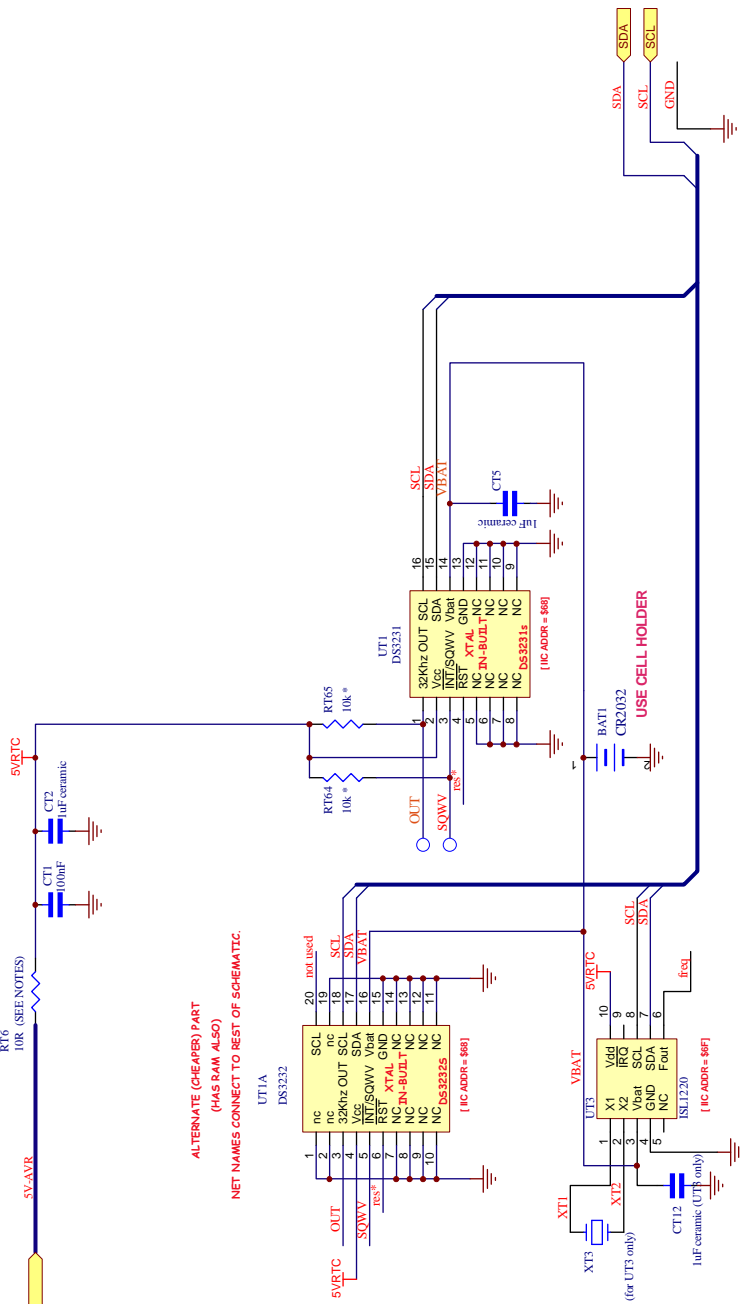 SDA
SCL
SDA
SCL
GND
SCL
SDA
VBAT
CT5
1uF ceramic
16
15
14
13
12
11
10
9
UT1
DS3231
32Khz OUT SCL
Vcc SDA
INT/SQWV Vbat
RST GND
NC XTAL NC
NC IN-BUILT NC
NC NC
NC DS3231s NC
[ IIC ADDR = $68]
1
2
3
4
5
6
7
8
RT65
10k *
RT64
10k *
OUT
SQWV
res*
5VRTC
CT2
1uF ceramic
CT1
100nF
RT6
10R (SEE NOTES)
5V-AVR
1
BAT1
CR2032
2
USE CELL HOLDER
ALTERNATE (CHEAPER) PART
(HAS RAM ALSO)
NET NAMES CONNECT TO REST OF SCHEMATIC.
UT1A
DS3232
not used
SCL
SDA
VBAT
20
19
18
17
16
15
14
13
12
11
nc SCL
nc nc
32Khz OUT SCL
Vcc SDA
INT/SQWV Vbat
RST GND
NC XTAL NC
NC IN-BUILT NC
NC NC
NC DS3232S NC
[ IIC ADDR = $68]
1
2
3
4
5
6
7
8
9
10
OUT
5VRTC
SQWV
res*
VBAT
5VRTC
SCL
SDA
freq
10
9
8
7
6
UT3
X1 Vdd
X2 IRQ
Vbat SCL
GND SDA
NC Fout
ISL1220
[ IIC ADDR = $6F]
1
2
3
4
5
XT1
XT2
XT3
(for UT3 only)
CT12
1uF ceramic (UT3 only)